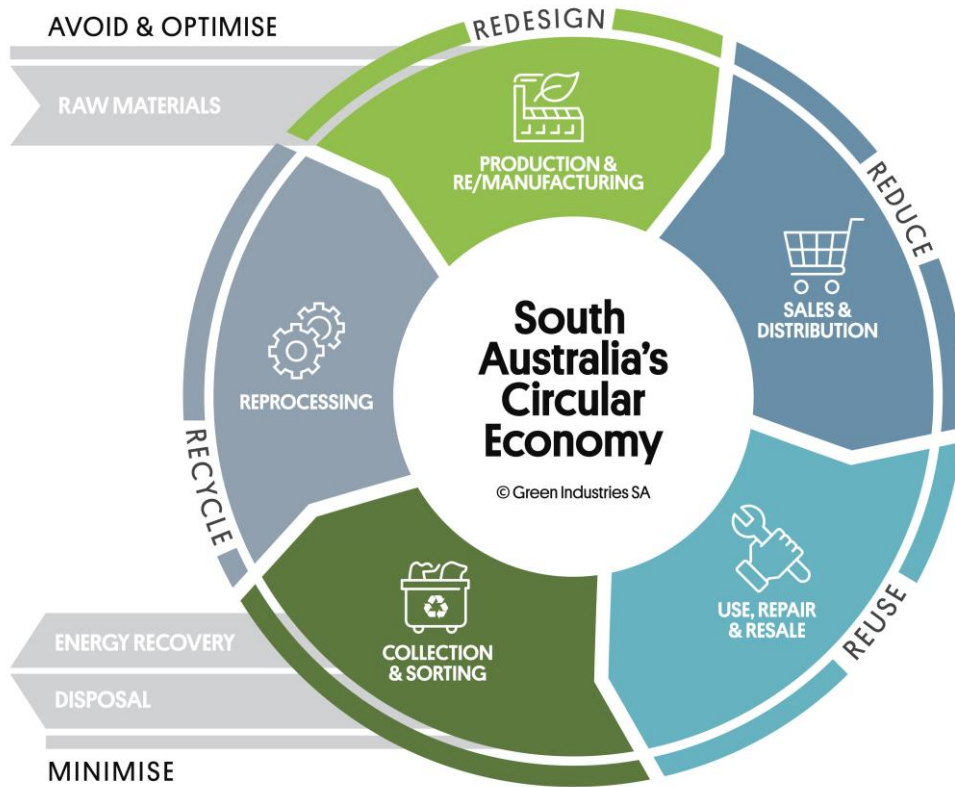 AVOID & OPTIMISE
RAW MATERIALS
REDESIGN
PRODUCTION &
RE/MANUFACTURING
REDUCE
SALES &
DISTRIBUTION
South
Australia's
Circular
Economy
© Green Industries SA
REPROCESSING
RECYCLE
USE, REPAIR
& RESALE
REUSE
COLLECTION
& SORTING
ENERGY RECOVERY
DISPOSAL
MINIMISE